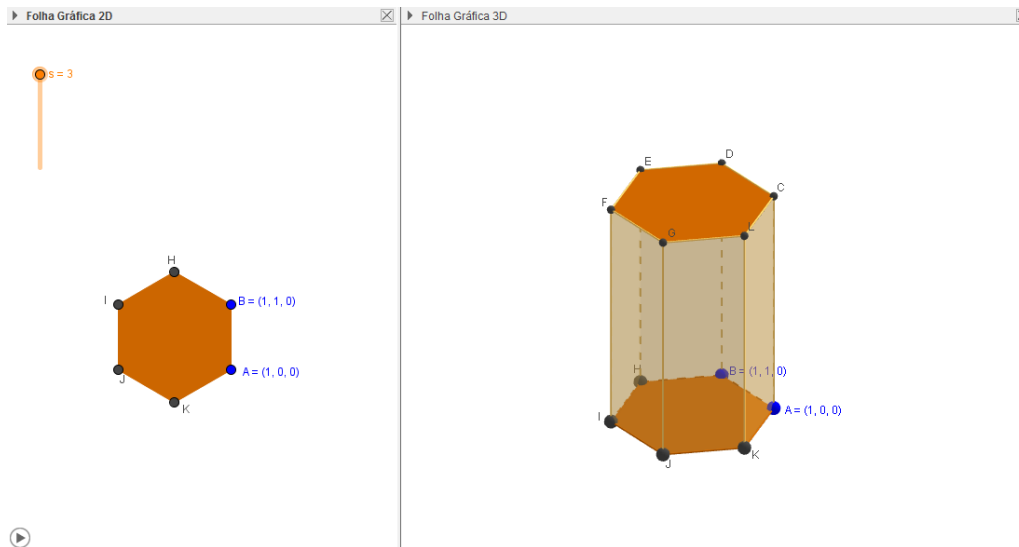 Folha Gráfica 2D
s = 3
H
I
B = (1, 1, 0)
J
A = (1, 0, 0)
K
Folha Gráfica 3D
E
D
F
C
G
L
H
B = (1, 1, 0)
I
A = (1, 0, 0)
J
K